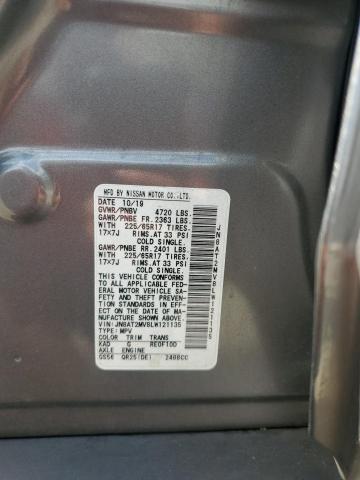 MFG BY NISSAN MOTOR CO.,LTD.
DATE 10/19
GVWR/PNBV 4720 LBS.
GAWR/PNBE FR. 2363 LBS.
WITH 225/65R17 TIRES.
17x7J RIMS.AT 33 PSI
COLD SINGLE.
GAWR/PNBE RR. 2401 LBS.
WITH 225/65R17 TIRES.
17x7J RIMS.AT 33 PSI
COLD SINGLE.
THIS VEHICLE CONFORMS
TO ALL APPLICABLE FED-
ERAL MOTOR VEHICLE SA-
FETY AND THEFT PREVEN-
TION STANDARDS IN EFF-
ECT ON THE DATE OF MA-
NUFACTURE SHOWN ABOVE.
VIN:JN8AT2MV8LW121135
TYPE:MPV
COLOR TRIM TRANS
KAD G RE0F10D
AXLE ENGINE
GS56 QR25(DE) 2488CC
JN8AT2MV8LW121135